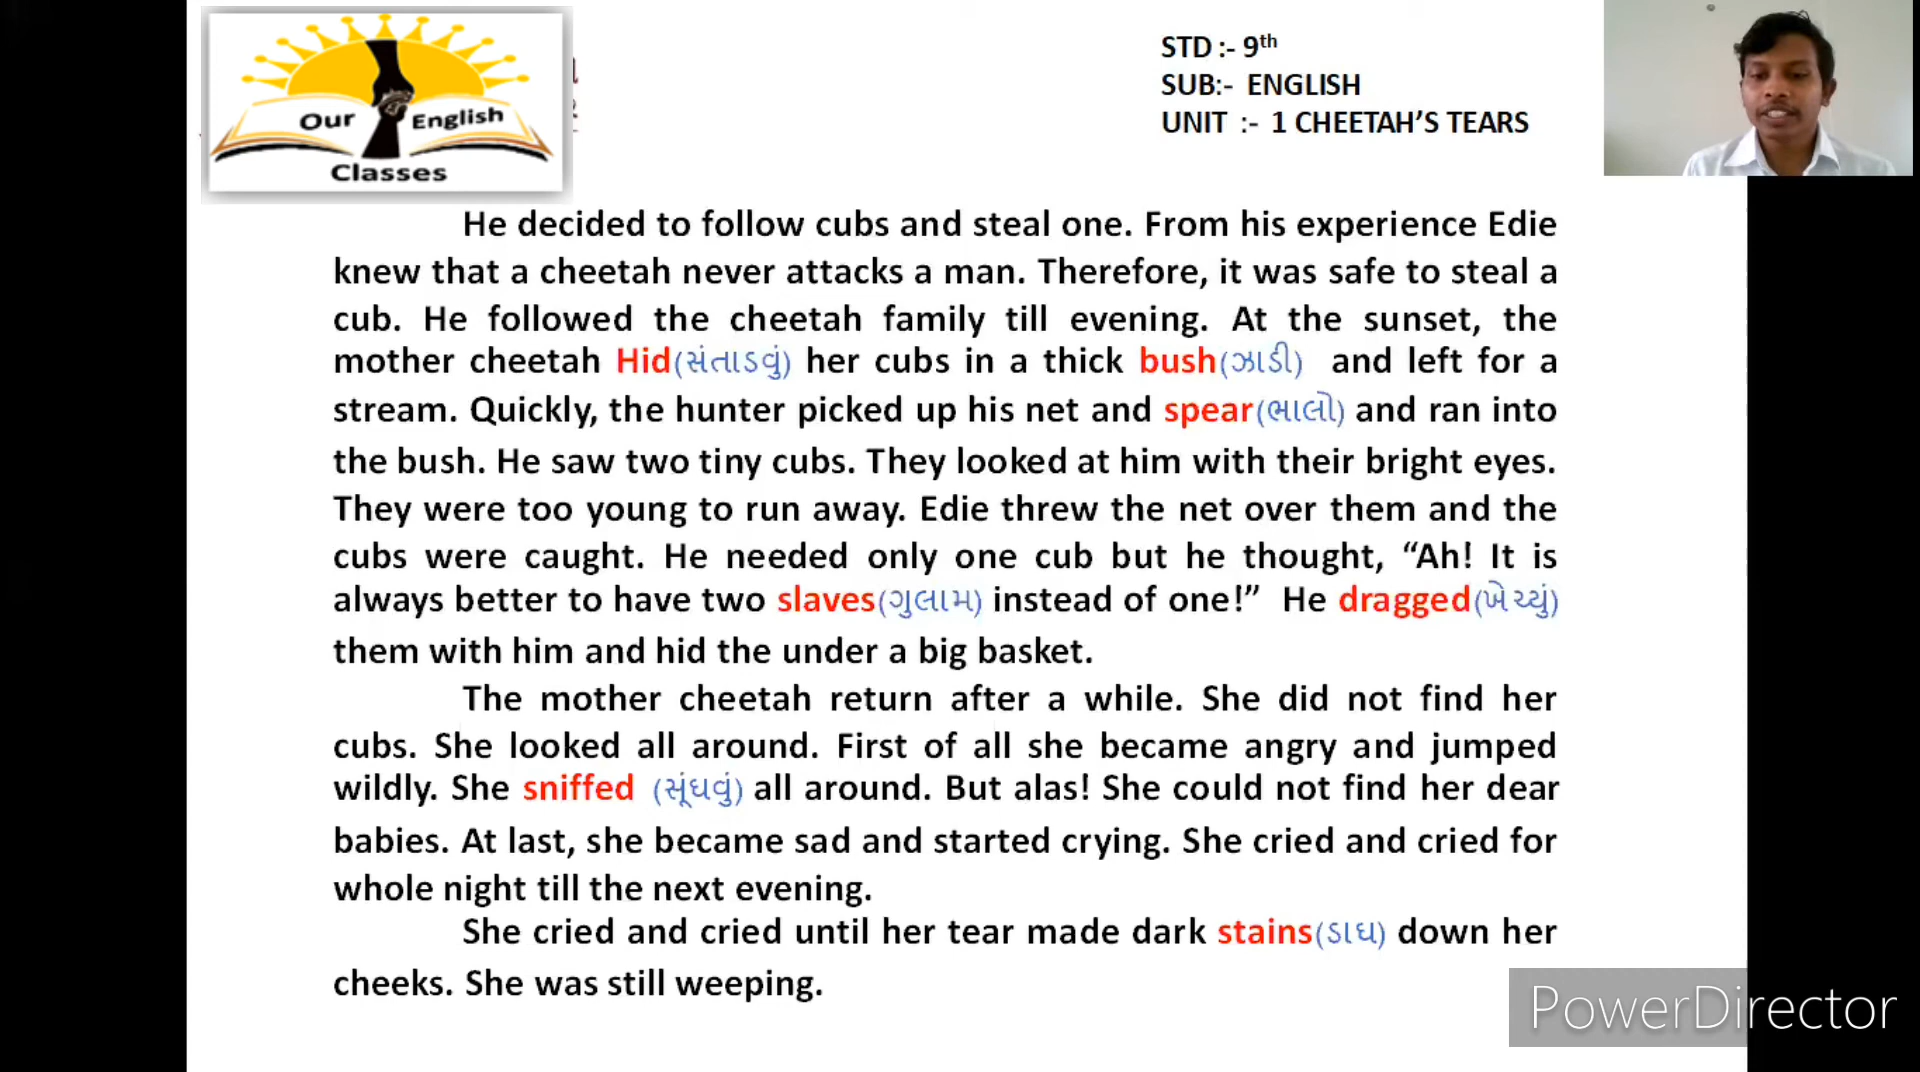 Our English
Classes
STD :- 9th
SUB:- ENGLISH
UNIT :- 1 CHEETAH’S TEARS
He decided to follow cubs and steal one. From his experience Edie
knew that a cheetah never attacks a man. Therefore, it was safe to steal a
cub. He followed the cheetah family till evening. At the sunset, the
mother cheetah Hid(સંતાડવું) her cubs in a thick bush(ઝાડી) and left for a
stream. Quickly, the hunter picked up his net and spear(ભાલો) and ran into
the bush. He saw two tiny cubs. They looked at him with their bright eyes.
They were too young to run away. Edie threw the net over them and the
cubs were caught. He needed only one cub but he thought, “Ah! It is
always better to have two slaves(ગુલામ) instead of one!” He dragged(ખેચ્યું)
them with him and hid the under a big basket.
The mother cheetah return after a while. She did not find her
cubs. She looked all around. First of all she became angry and jumped
wildly. She sniffed (સૂંઘવું) all around. But alas! She could not find her dear
babies. At last, she became sad and started crying. She cried and cried for
whole night till the next evening.
She cried and cried until her tear made dark stains(ડાઘ) down her
cheeks. She was still weeping.
PowerDirector